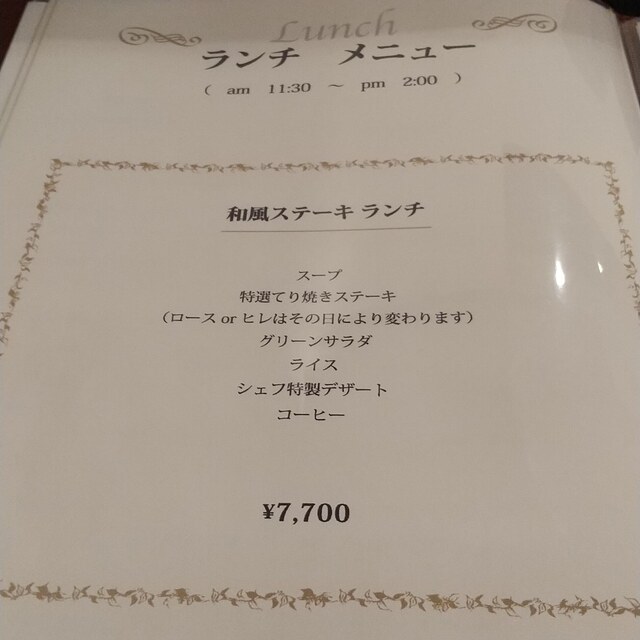 Lunch
ランチ メニュー
( am 11:30 ～ pm 2:00 )
和風ステーキ ランチ
スープ
特選てり焼きステーキ
（ロース or ヒレはその日により変わります）
グリーンサラダ
ライス
シェフ特製デザート
コーヒー
¥7,700